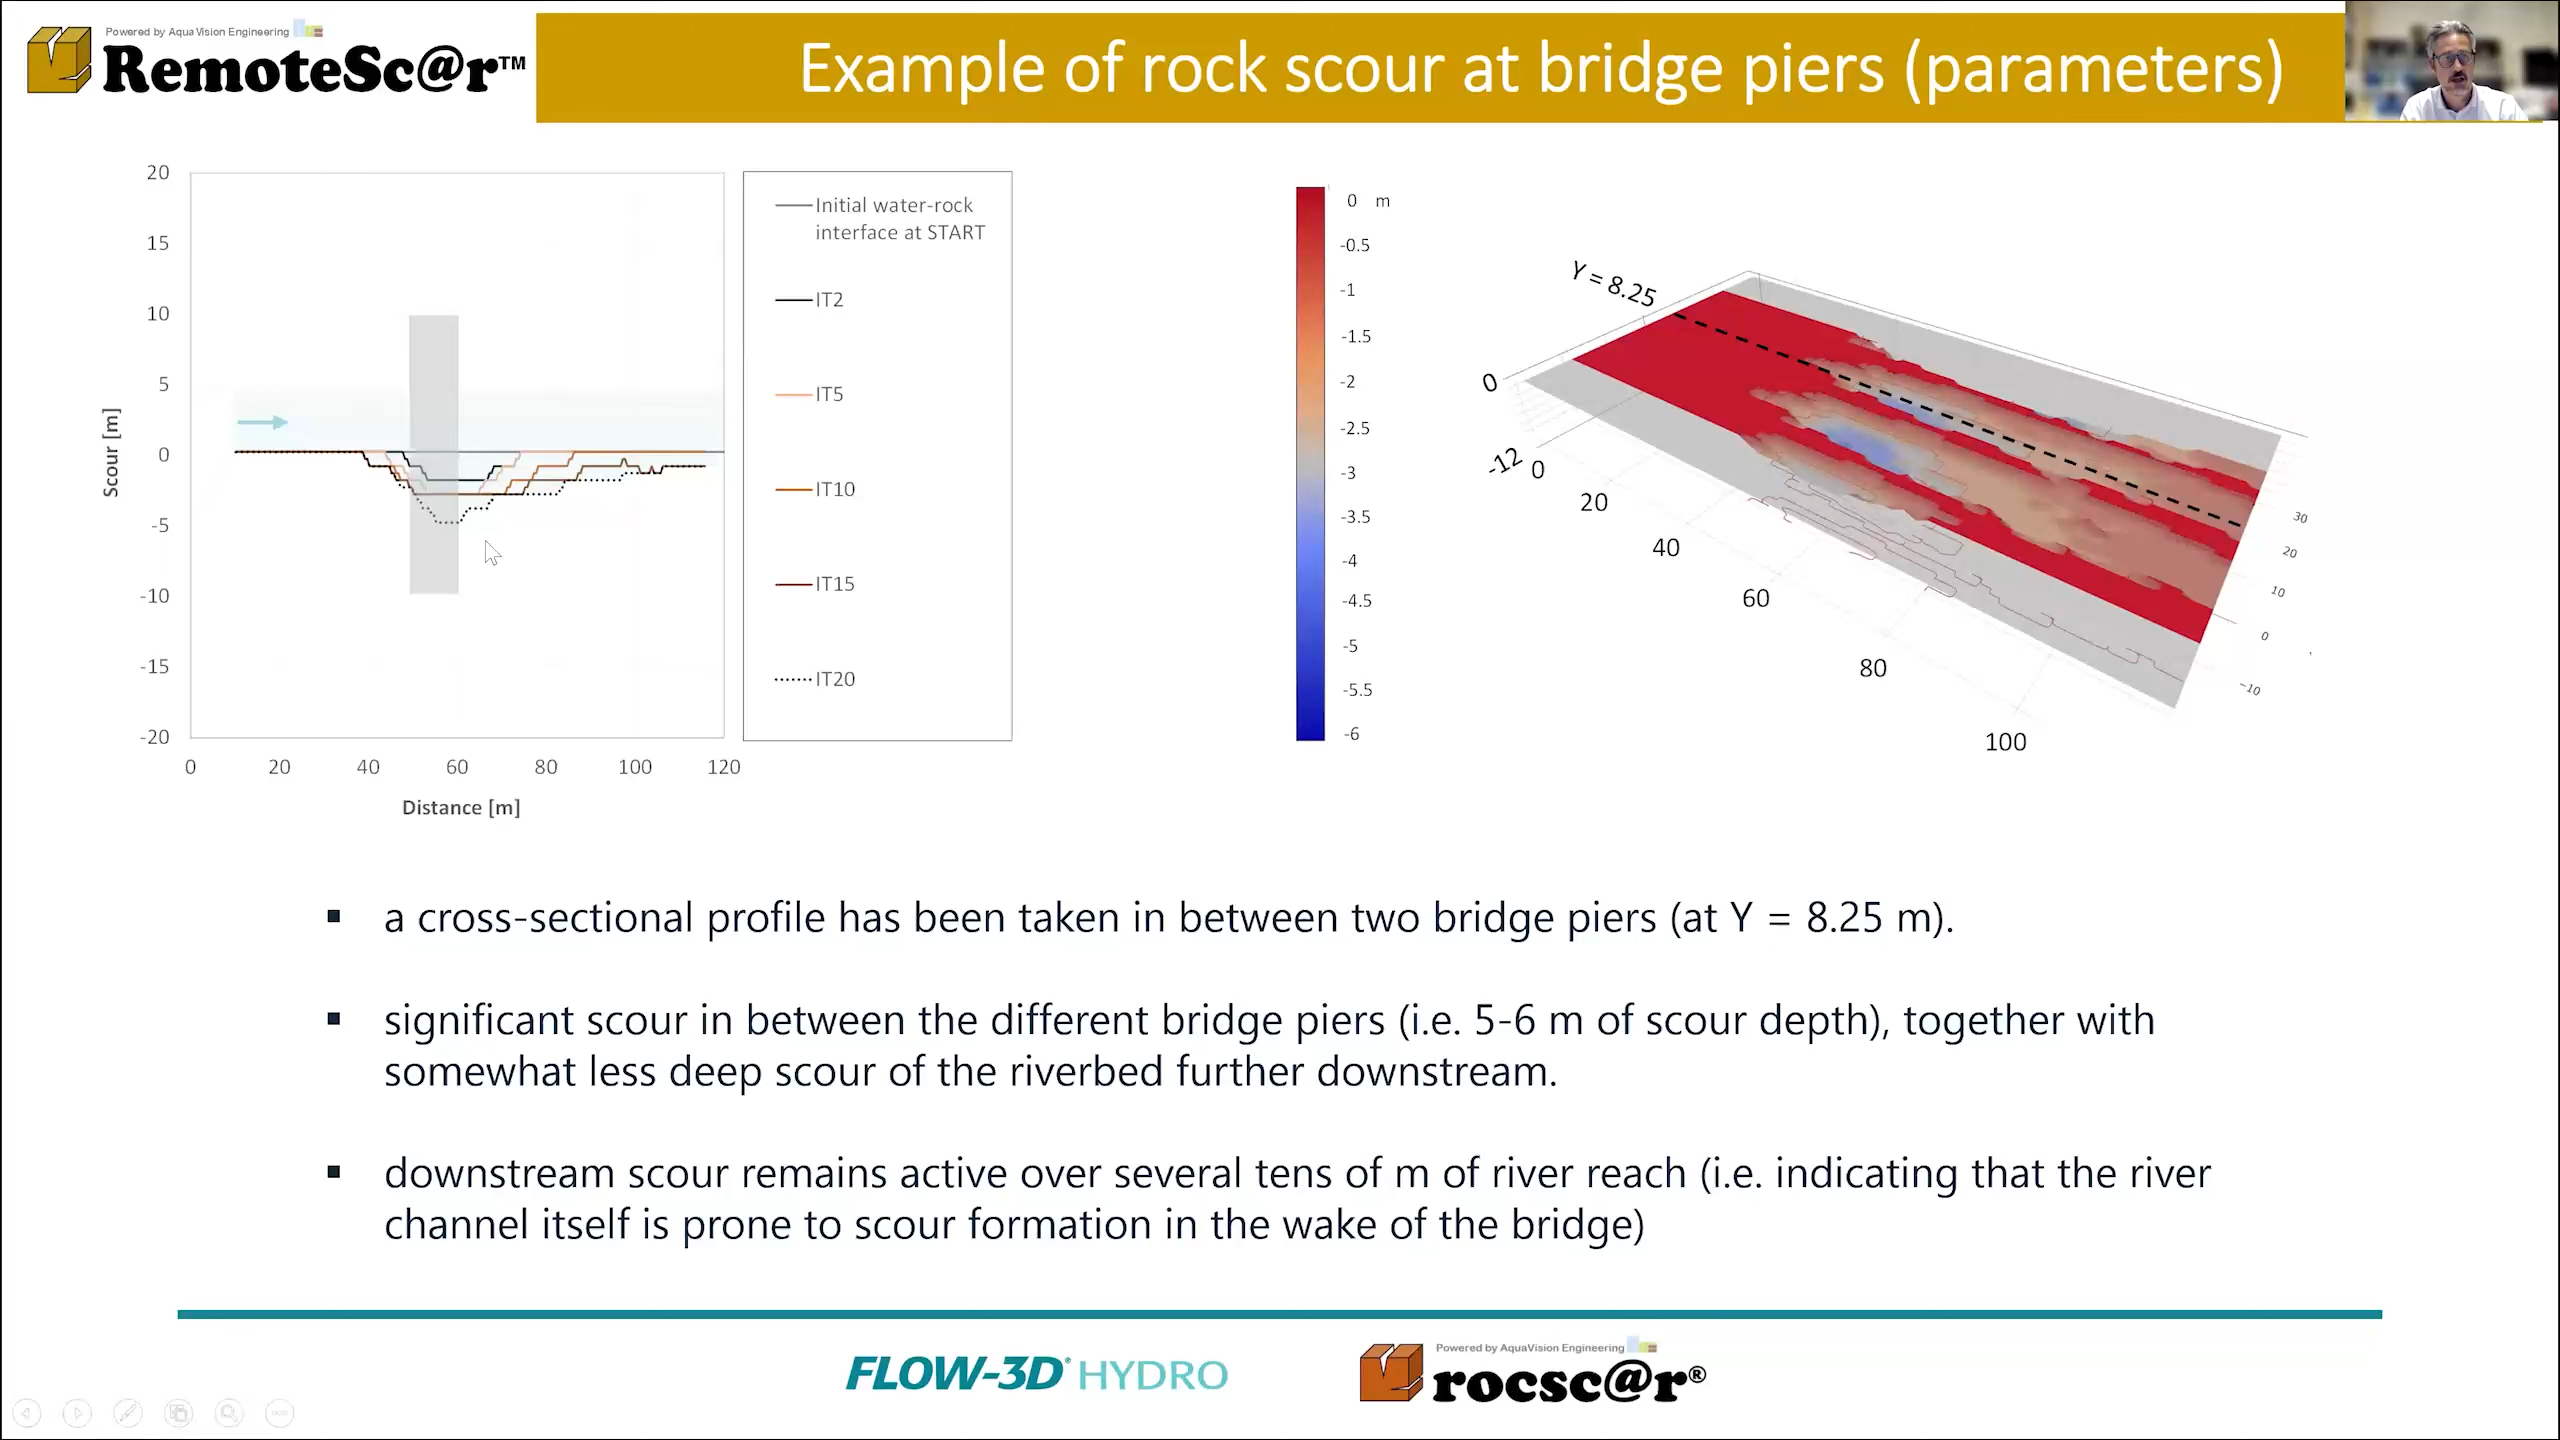 Powered by AquaVision Engineering
RemoteSc@r™
Example of rock scour at bridge piers (parameters)
20
15
10
5
0
-5
-10
-15
-20
Scour [m]
0 20 40 60 80 100 120
Distance [m]
Initial water-rock
interface at START
IT2
IT5
IT10
IT15
IT20
0 m
-0.5
-1
-1.5
-2
-2.5
-3
-3.5
-4
-4.5
-5
-5.5
-6
Y = 8.25
0
-12
0
20
40
60
80
100
30
20
10
0
-10
▪ a cross-sectional profile has been taken in between two bridge piers (at Y = 8.25 m).
▪ significant scour in between the different bridge piers (i.e. 5-6 m of scour depth), together with
somewhat less deep scour of the riverbed further downstream.
▪ downstream scour remains active over several tens of m of river reach (i.e. indicating that the river
channel itself is prone to scour formation in the wake of the bridge)
FLOW-3D® HYDRO
Powered by AquaVision Engineering
rocsc@r®